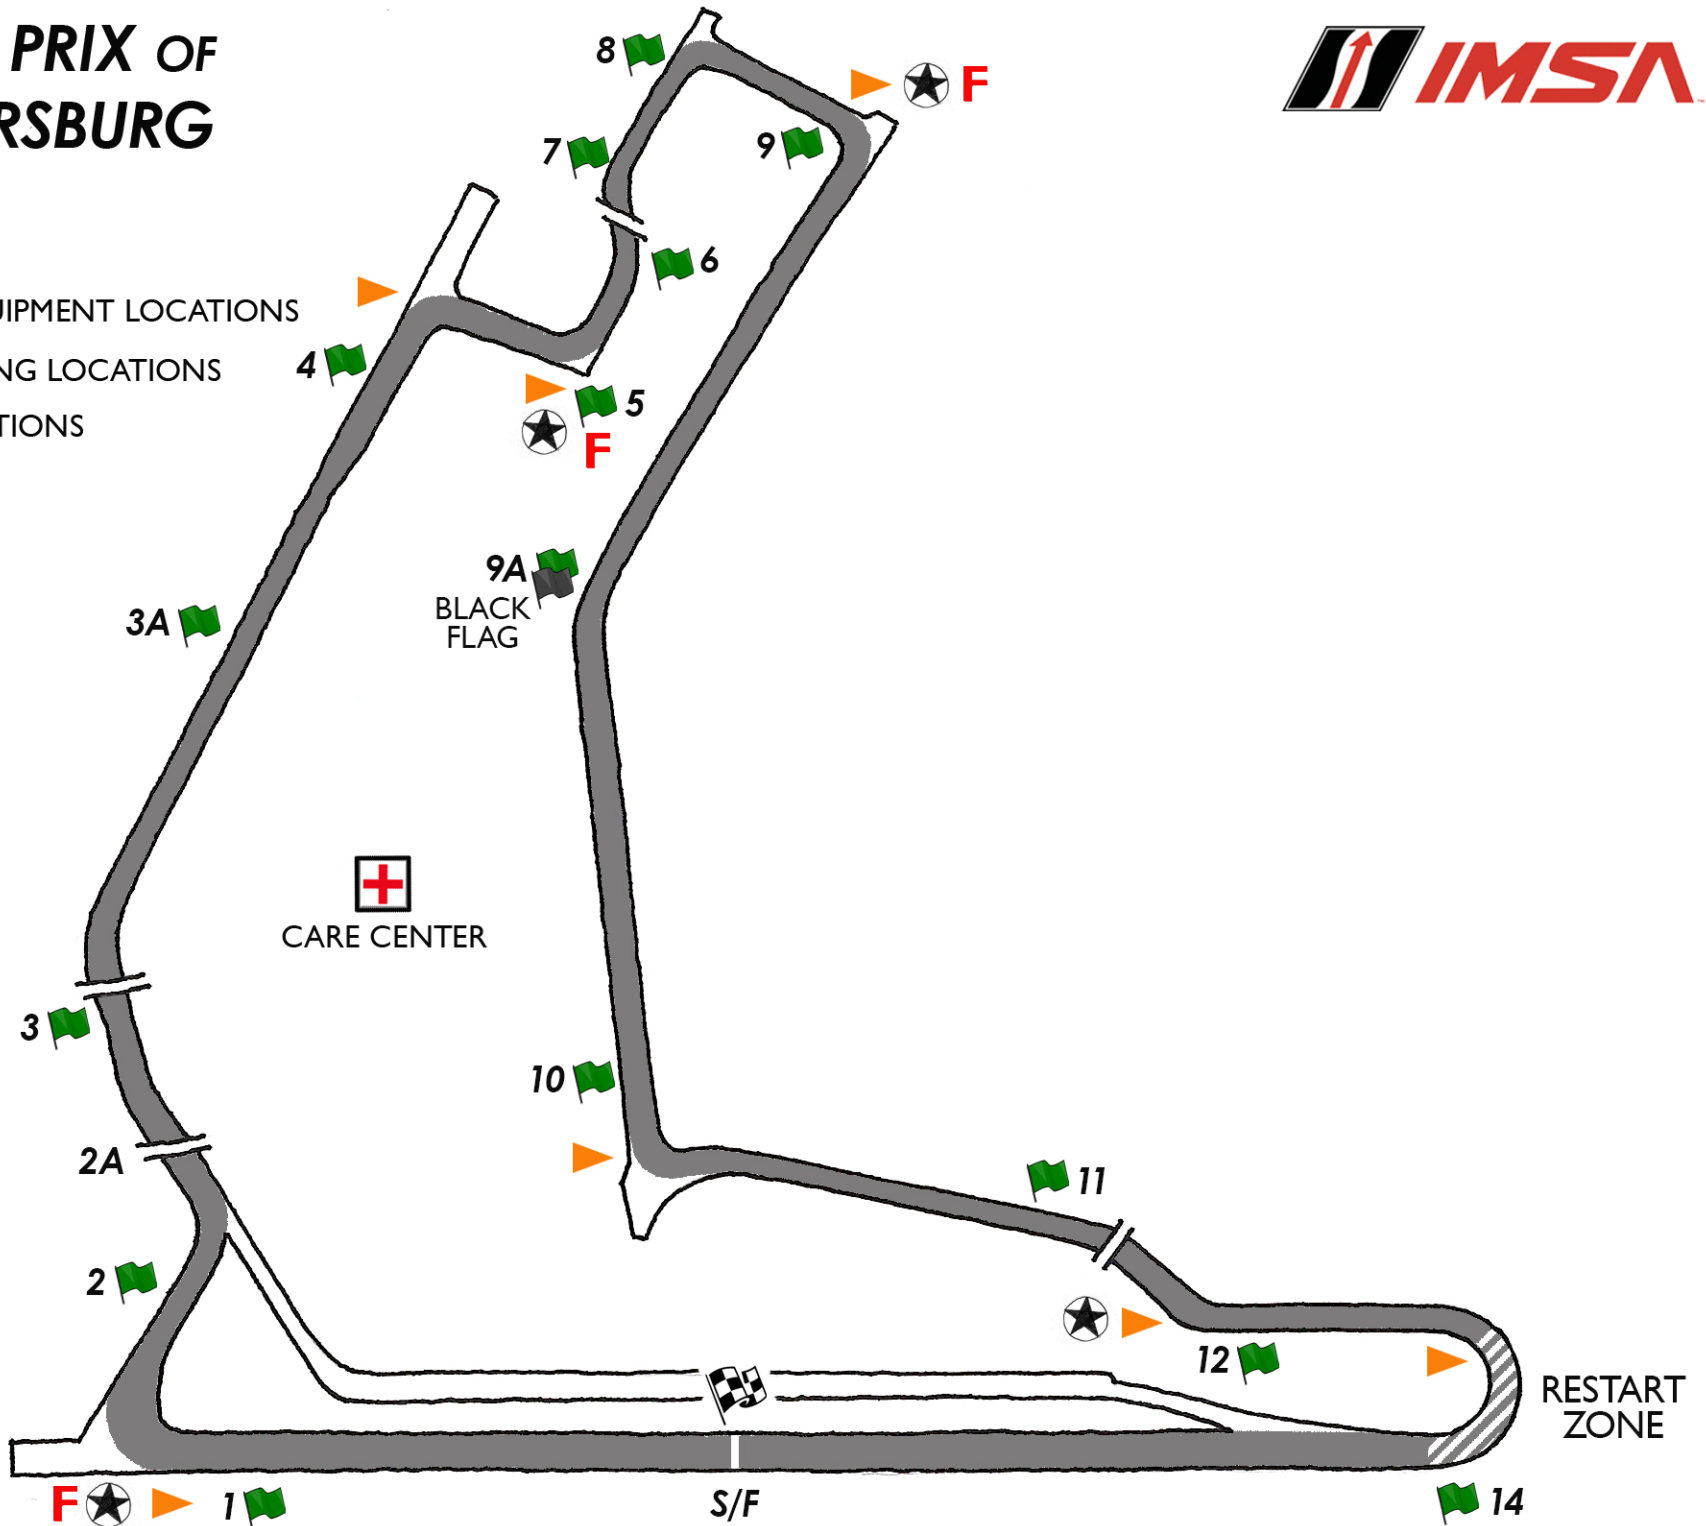 PRIX OF
RSBURG
IMSA
8
F
7
9
6
UIPMENT LOCATIONS
4
NG LOCATIONS
5
TIONS
F
9A
BLACK
FLAG
3A
CARE CENTER
3
10
2A
11
2
12
RESTART
ZONE
F
1
S/F
14